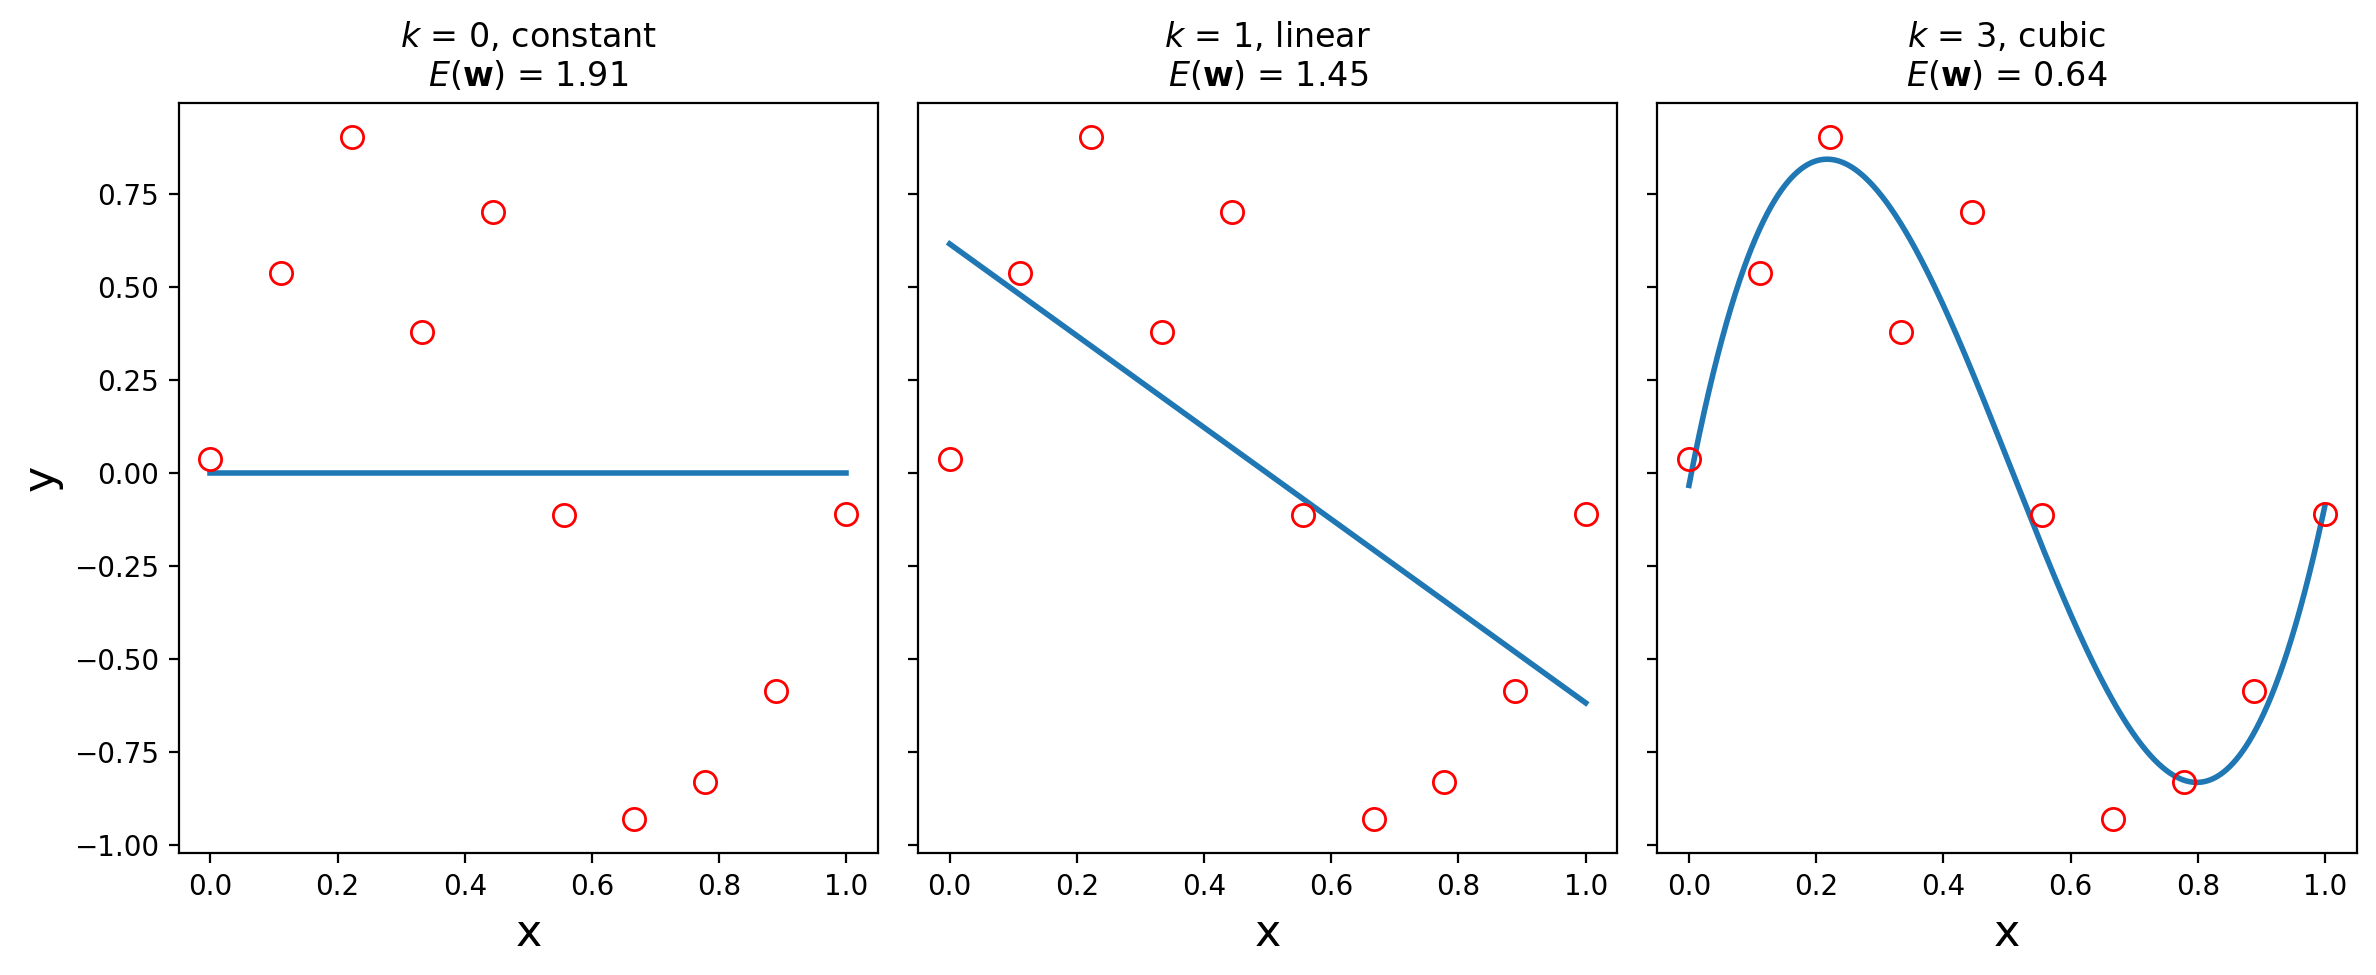 k = 0, constant
E(w) = 1.91
k = 1, linear
E(w) = 1.45
k = 3, cubic
E(w) = 0.64
y
0.75
0.50
0.25
0.00
−0.25
−0.50
−0.75
−1.00
0.0 0.2 0.4 0.6 0.8 1.0
x
0.0 0.2 0.4 0.6 0.8 1.0
x
0.0 0.2 0.4 0.6 0.8 1.0
x